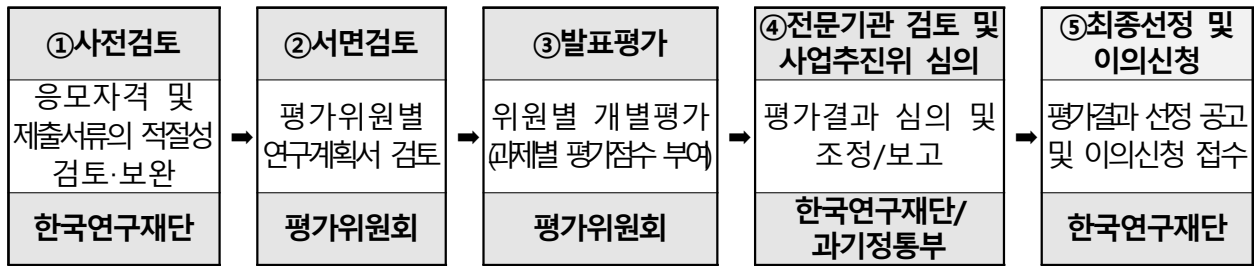 ①사전검토
응모자격 및
제출서류의 적절성
검토·보완
한국연구재단
➡
②서면검토
평가위원별
연구계획서 검토
평가위원회
➡
③발표평가
위원별 개별평가
(과제별 평가점수 부여)
평가위원회
➡
④전문기관 검토 및
사업추진위 심의
평가결과 심의 및
조정/보고
한국연구재단/
과기정통부
➡
⑤최종선정 및
이의신청
평가결과 선정 공고
및 이의신청 접수
한국연구재단